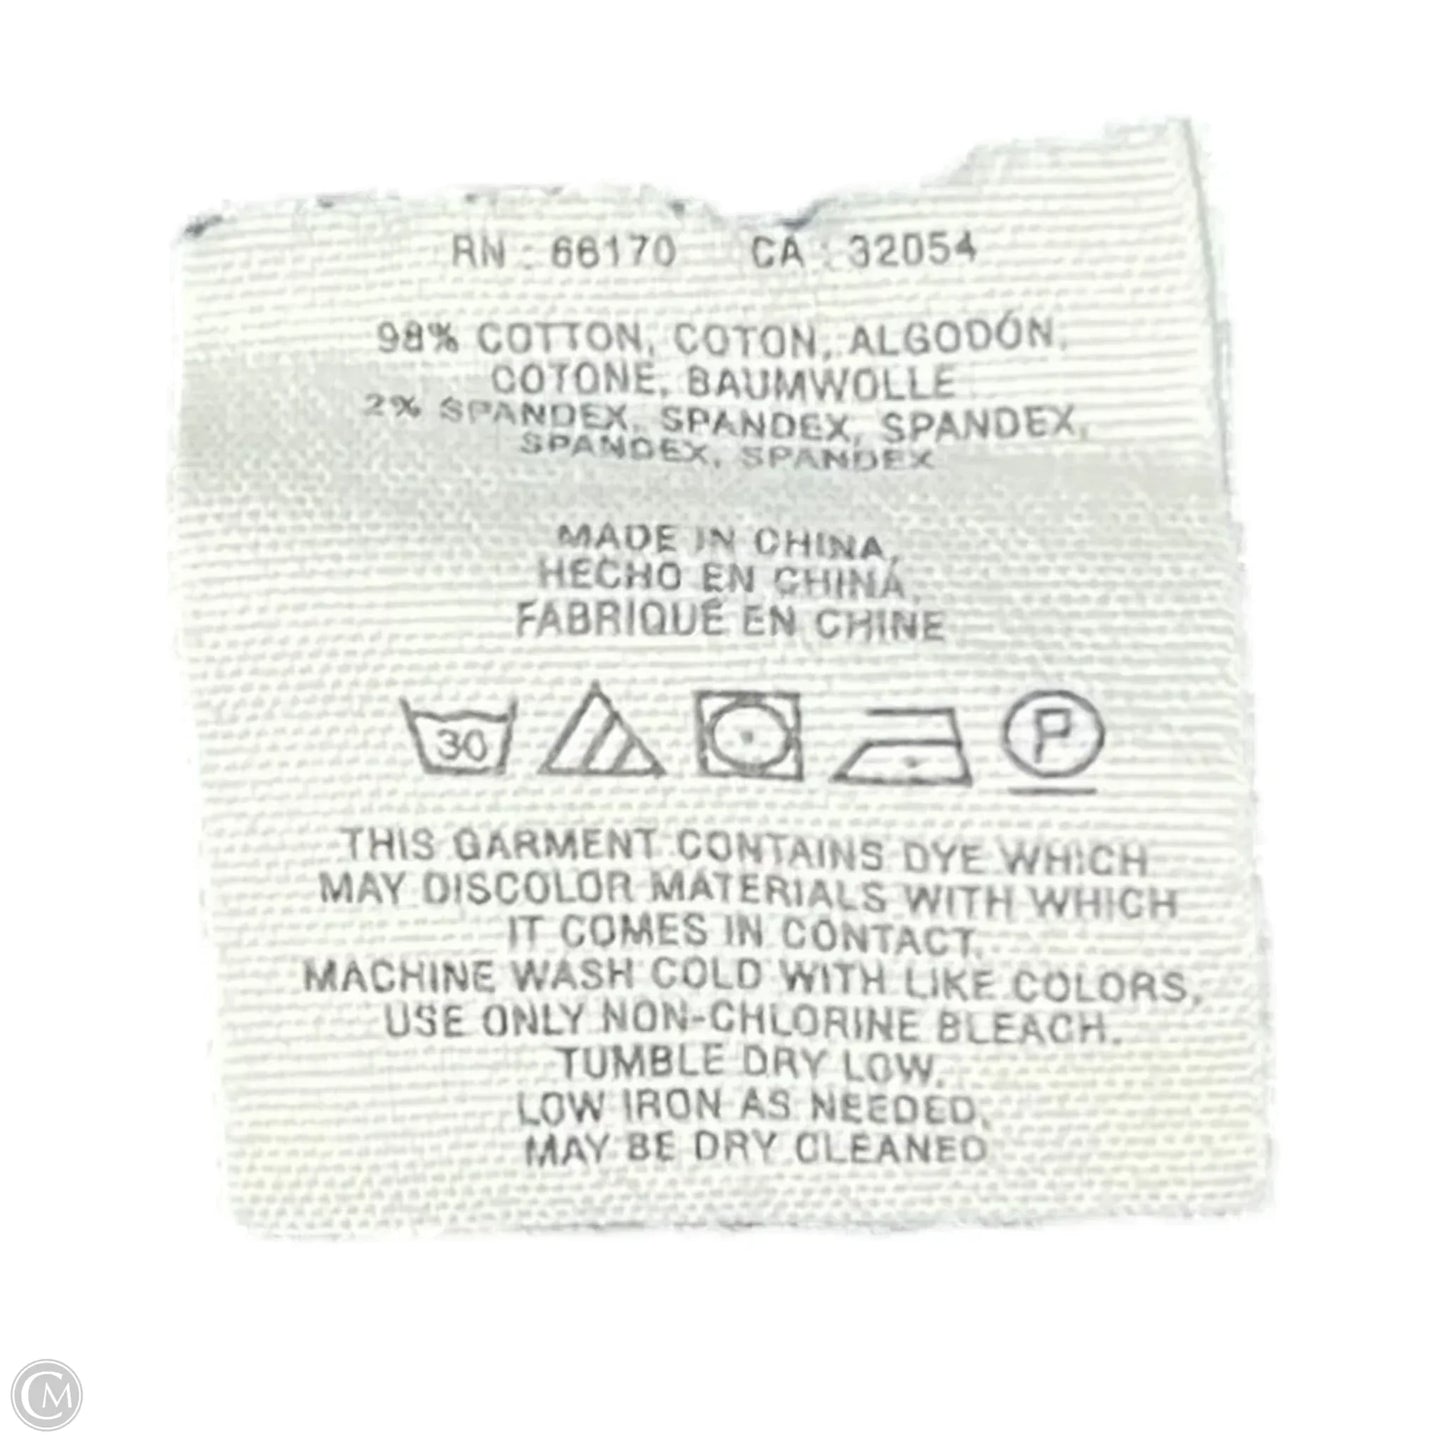 RN : 66170 CA : 32054
98% COTTON, COTON, ALGODÓN,
COTONE, BAUMWOLLE
2% SPANDEX, SPANDEX, SPANDEX,
SPANDEX, SPANDEX
MADE IN CHINA,
HECHO EN CHINÁ,
FABRIQUÉ EN CHINE
30 P
THIS GARMENT CONTAINS DYE WHICH
MAY DISCOLOR MATERIALS WITH WHICH
IT COMES IN CONTACT.
MACHINE WASH COLD WITH LIKE COLORS,
USE ONLY NON-CHLORINE BLEACH.
TUMBLE DRY LOW.
LOW IRON AS NEEDED,
MAY BE DRY CLEANED
CM